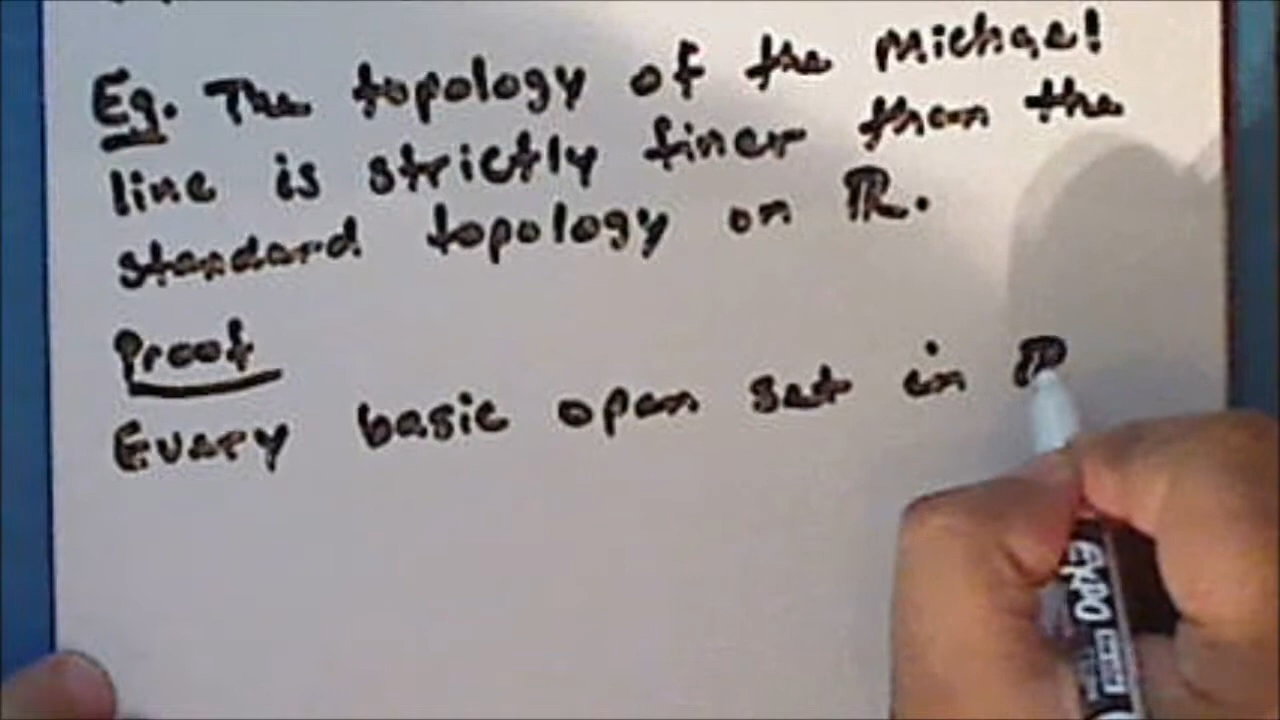 Eg. The topology of the Michael
line is strictly finer than the
standard topology on ℝ.
Proof
Every basic open set in ℝ
EXPO